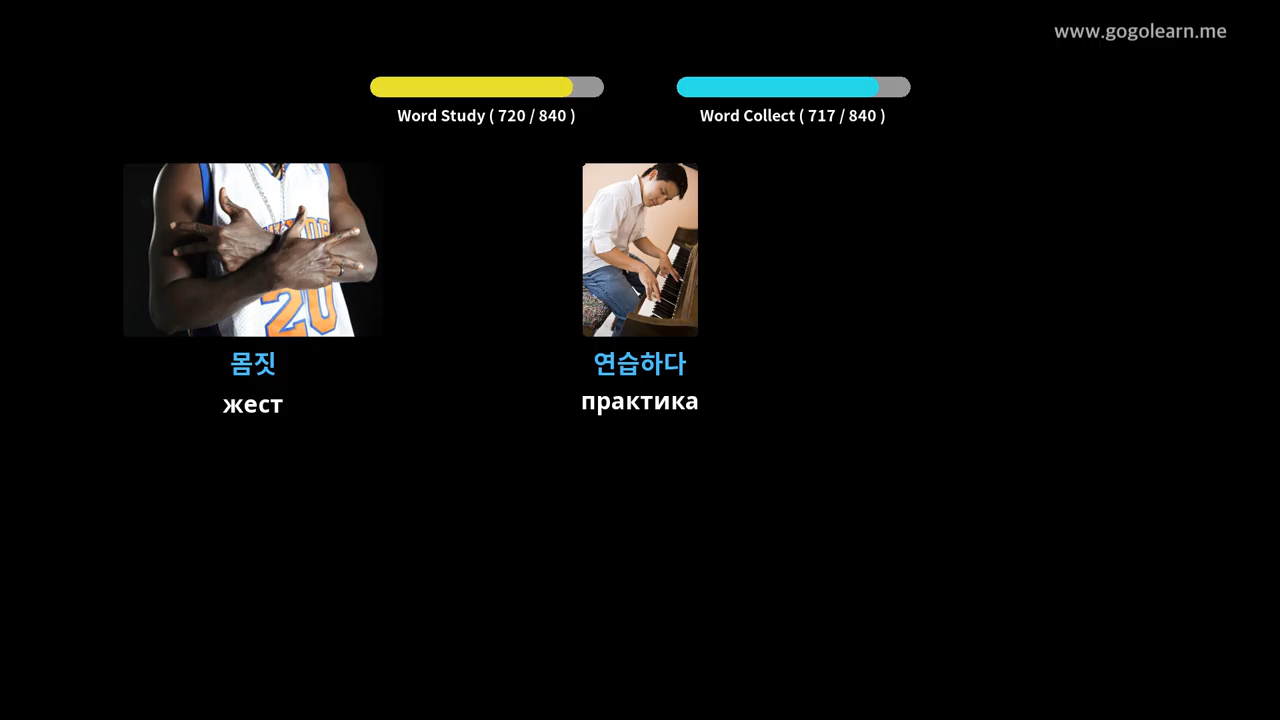 www.gogolearn.me
Word Study ( 720 / 840 )
Word Collect ( 717 / 840 )
20
몸짓
연습하다
жест
практика